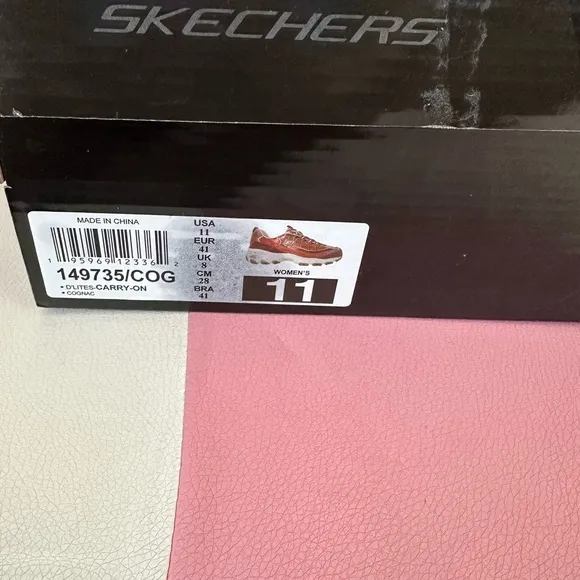 SKECHERS
MADE IN CHINA
1 95969 12336 2
149735/COG
• D'LITES-CARRY-ON
• COGNAC
USA
11
EUR
41
UK
8
CM
28
BRA
41
WOMEN'S
11